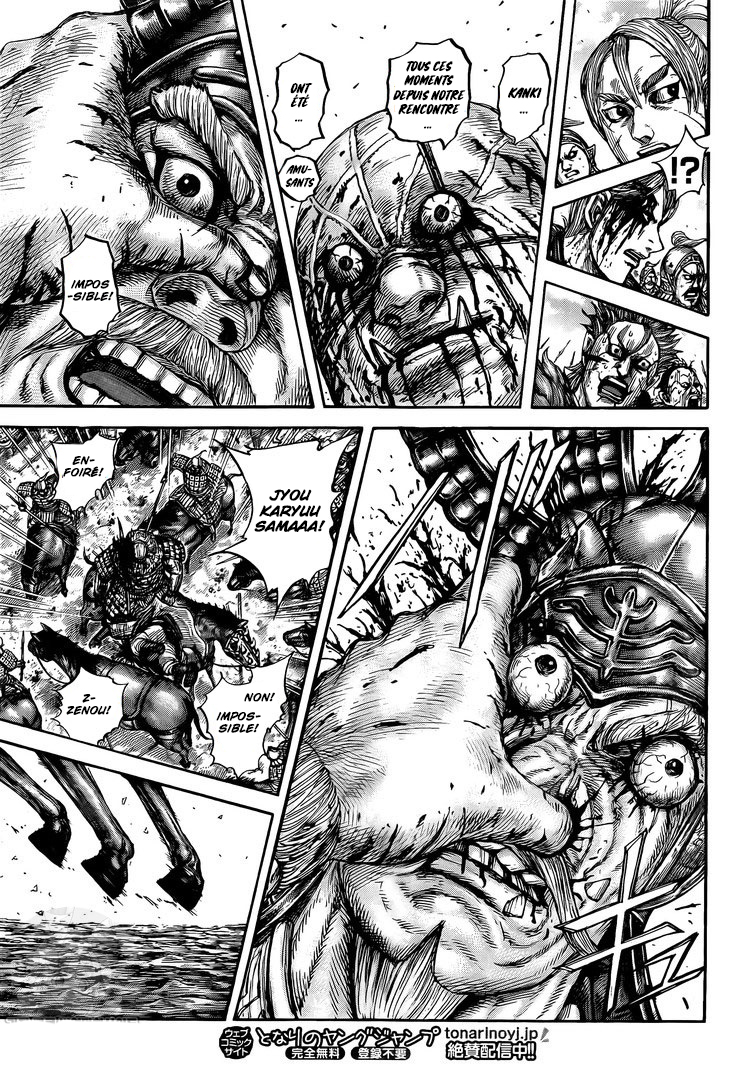 !?
KANKI
...
TOUS CES
MOMENTS
DEPUIS NOTRE
RENCONTRE
...
ONT
ÉTÉ
...
AMU-
SANTS
IMPOS
-SIBLE!
JYOU
KARYUU
SAMAAA!
EN-
FOIRÉ!
NON!
IMPOS-
SIBLE!
Z-
ZENOU!
ウェブ
コミック
サイト
となりのヤングジャンプ
完全無料
登録不要
tonarinoyj.jp
絶賛配信中!!